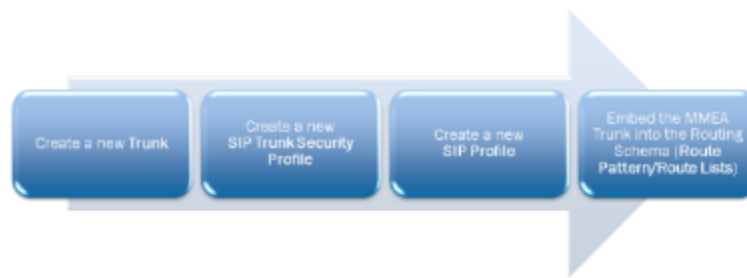 Create a new Trunk
Create a new
SIP Trunk Security
Profile
Create a new
SIP Profile
Embed the MMEA
Trunk into the Routing
Schema (Route
Pattern/Route Lists)